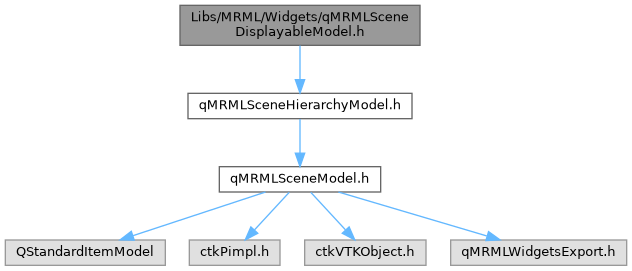 Libs/MRML/Widgets/qMRMLScene
DisplayableModel.h
qMRMLSceneHierarchyModel.h
qMRMLSceneModel.h
QStandardItemModel
ctkPimpl.h
ctkVTKObject.h
qMRMLWidgetsExport.h